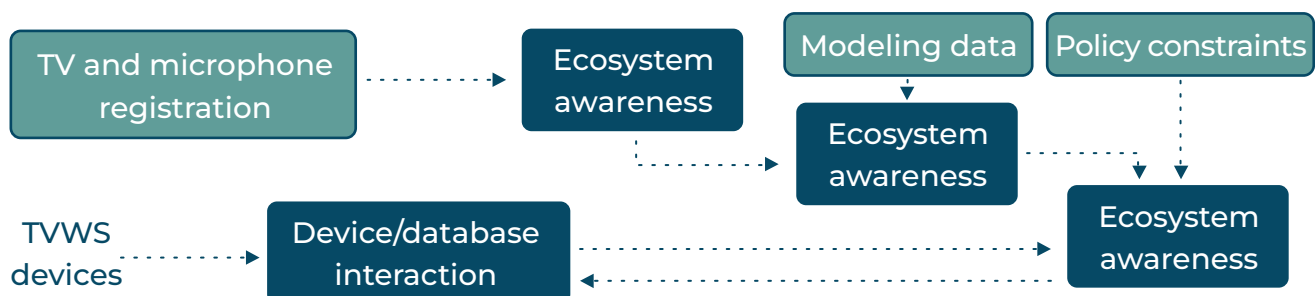 TV and microphone
registration
Ecosystem
awareness
Modeling data
Policy constraints
Ecosystem
awareness
Ecosystem
awareness
TVWS
devices
Device/database
interaction